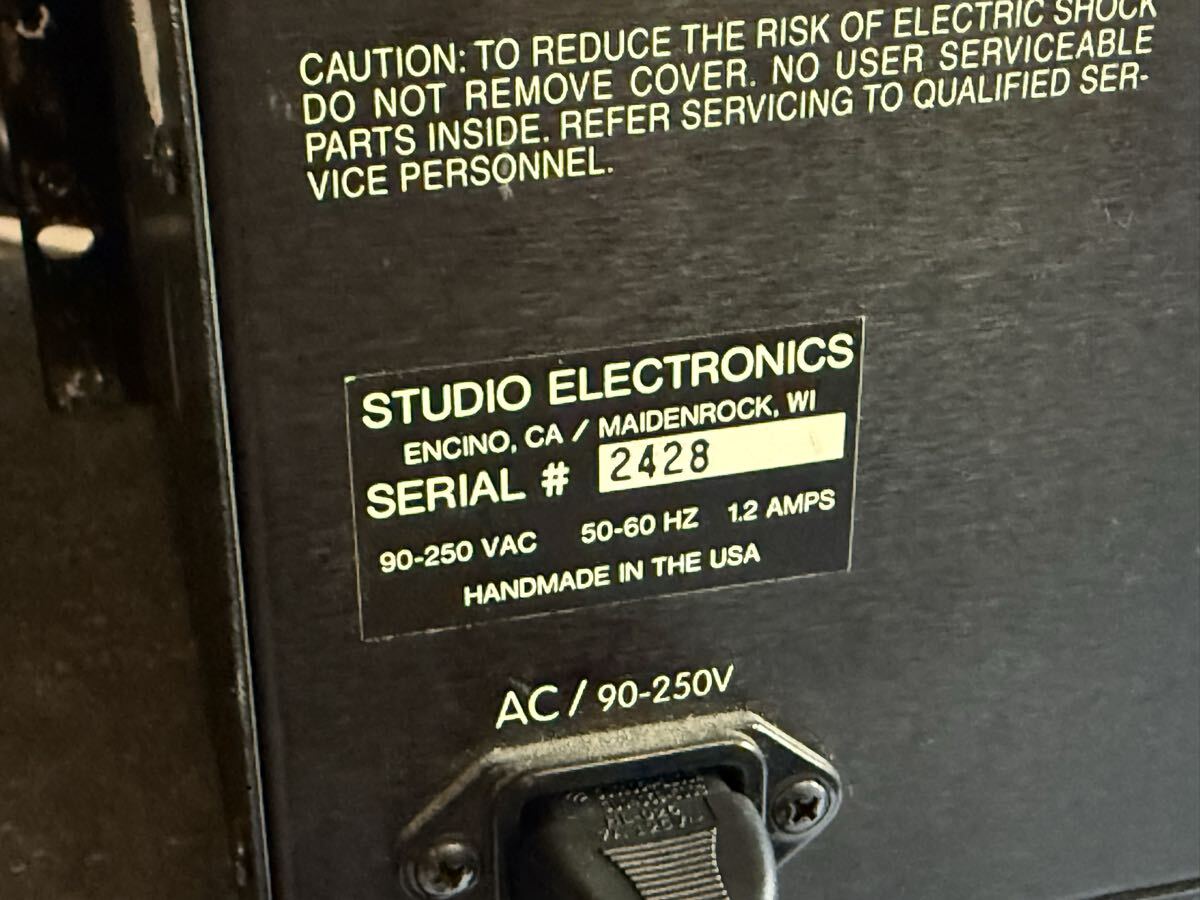 CAUTION: TO REDUCE THE RISK OF ELECTRIC SHOCK
DO NOT REMOVE COVER. NO USER SERVICEABLE
PARTS INSIDE. REFER SERVICING TO QUALIFIED SER-
VICE PERSONNEL.
STUDIO ELECTRONICS
ENCINO, CA / MAIDENROCK, WI
SERIAL # 2428
90-250 VAC 50-60 HZ 1.2 AMPS
HANDMADE IN THE USA
AC / 90-250V